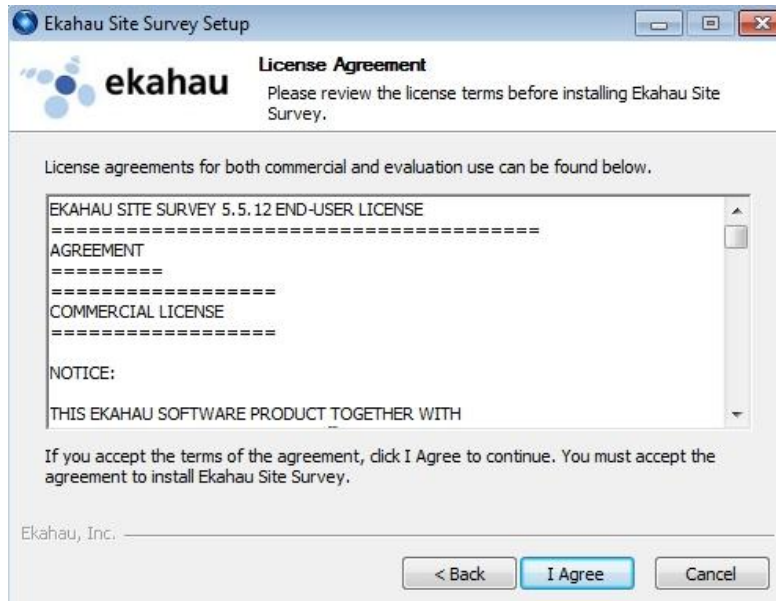 Ekahau Site Survey Setup
ekahau
License Agreement
Please review the license terms before installing Ekahau Site
Survey.
License agreements for both commercial and evaluation use can be found below.
EKAHAU SITE SURVEY 5.5.12 END-USER LICENSE
=======================================
AGREEMENT
=========
==================
COMMERCIAL LICENSE
==================
NOTICE:
THIS EKAHAU SOFTWARE PRODUCT TOGETHER WITH
If you accept the terms of the agreement, click I Agree to continue. You must accept the
agreement to install Ekahau Site Survey.
Ekahau, Inc.
< Back
I Agree
Cancel